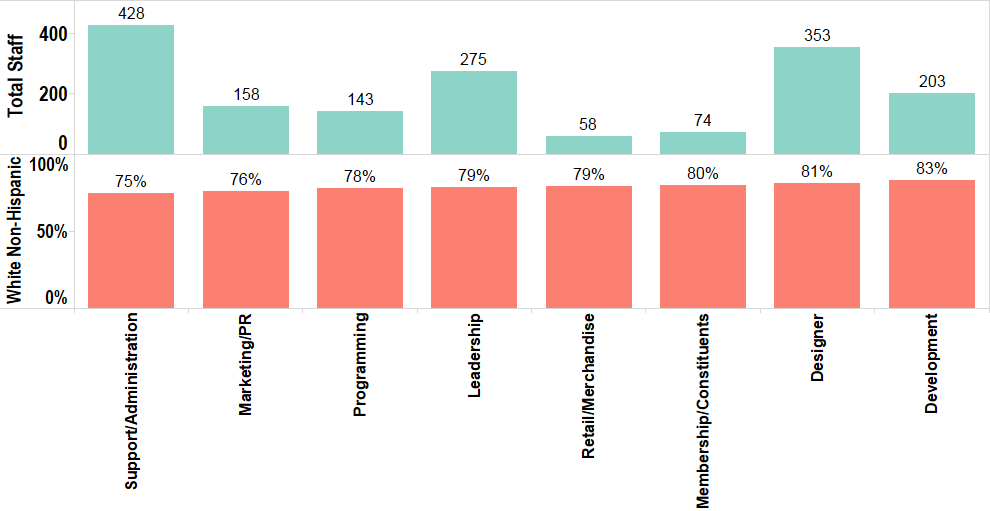 Total Staff
400
200
0
428
158
143
275
58
74
353
203
White Non-Hispanic
100%
50%
0%
75%
76%
78%
79%
79%
80%
81%
83%
Support/Administration
Marketing/PR
Programming
Leadership
Retail/Merchandise
Membership/Constituents
Designer
Development